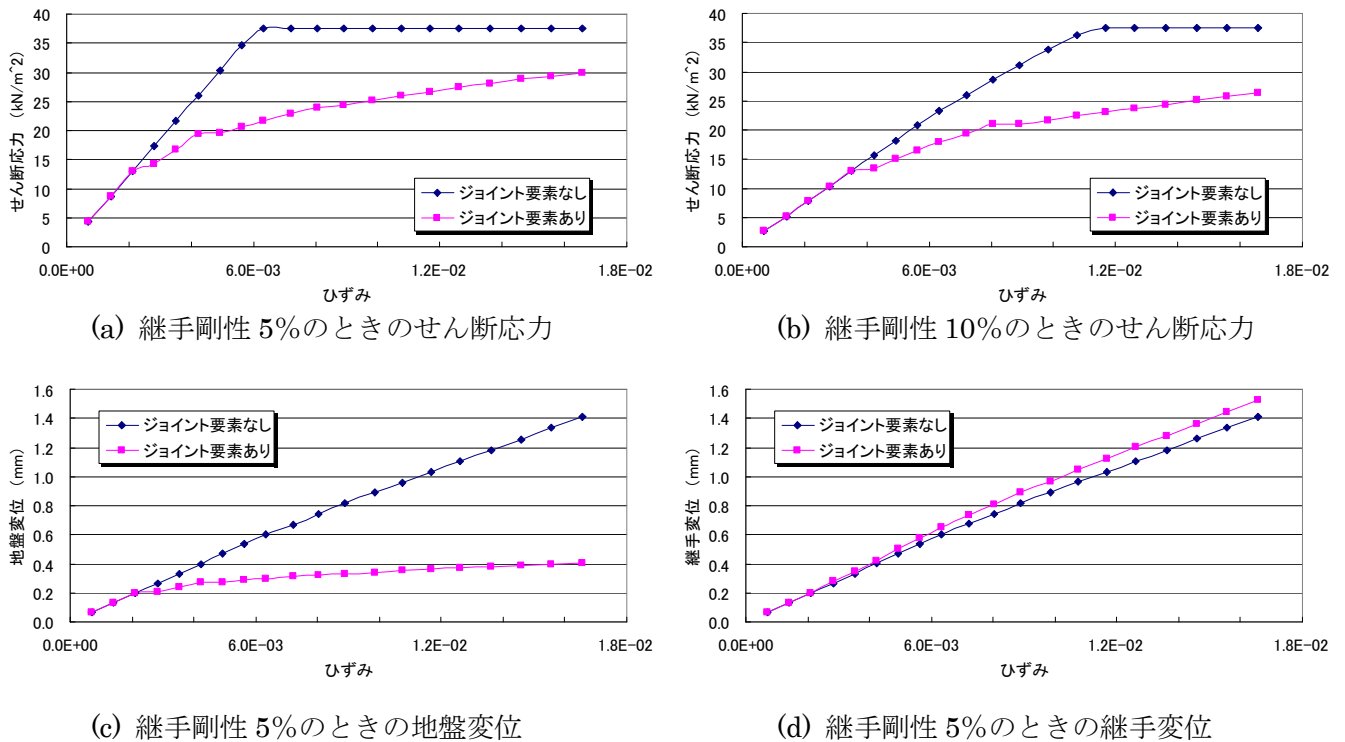 40
35
30
25
20
15
10
5
0
せん断応力 (kN/m^2)
ジョイント要素なし
ジョイント要素あり
0.0E+00 6.0E-03 1.2E-02 1.8E-02
ひずみ
(a) 継手剛性 5%のときのせん断応力
40
35
30
25
20
15
10
5
0
せん断応力 (kN/m^2)
ジョイント要素なし
ジョイント要素あり
0.0E+00 6.0E-03 1.2E-02 1.8E-02
ひずみ
(b) 継手剛性 10%のときのせん断応力
1.6
1.4
1.2
1.0
0.8
0.6
0.4
0.2
0.0
地盤変位 (mm)
ジョイント要素なし
ジョイント要素あり
0.0E+00 6.0E-03 1.2E-02 1.8E-02
ひずみ
(c) 継手剛性 5%のときの地盤変位
1.6
1.4
1.2
1.0
0.8
0.6
0.4
0.2
0.0
継手変位 (mm)
ジョイント要素なし
ジョイント要素あり
0.0E+00 6.0E-03 1.2E-02 1.8E-02
ひずみ
(d) 継手剛性 5%のときの継手変位